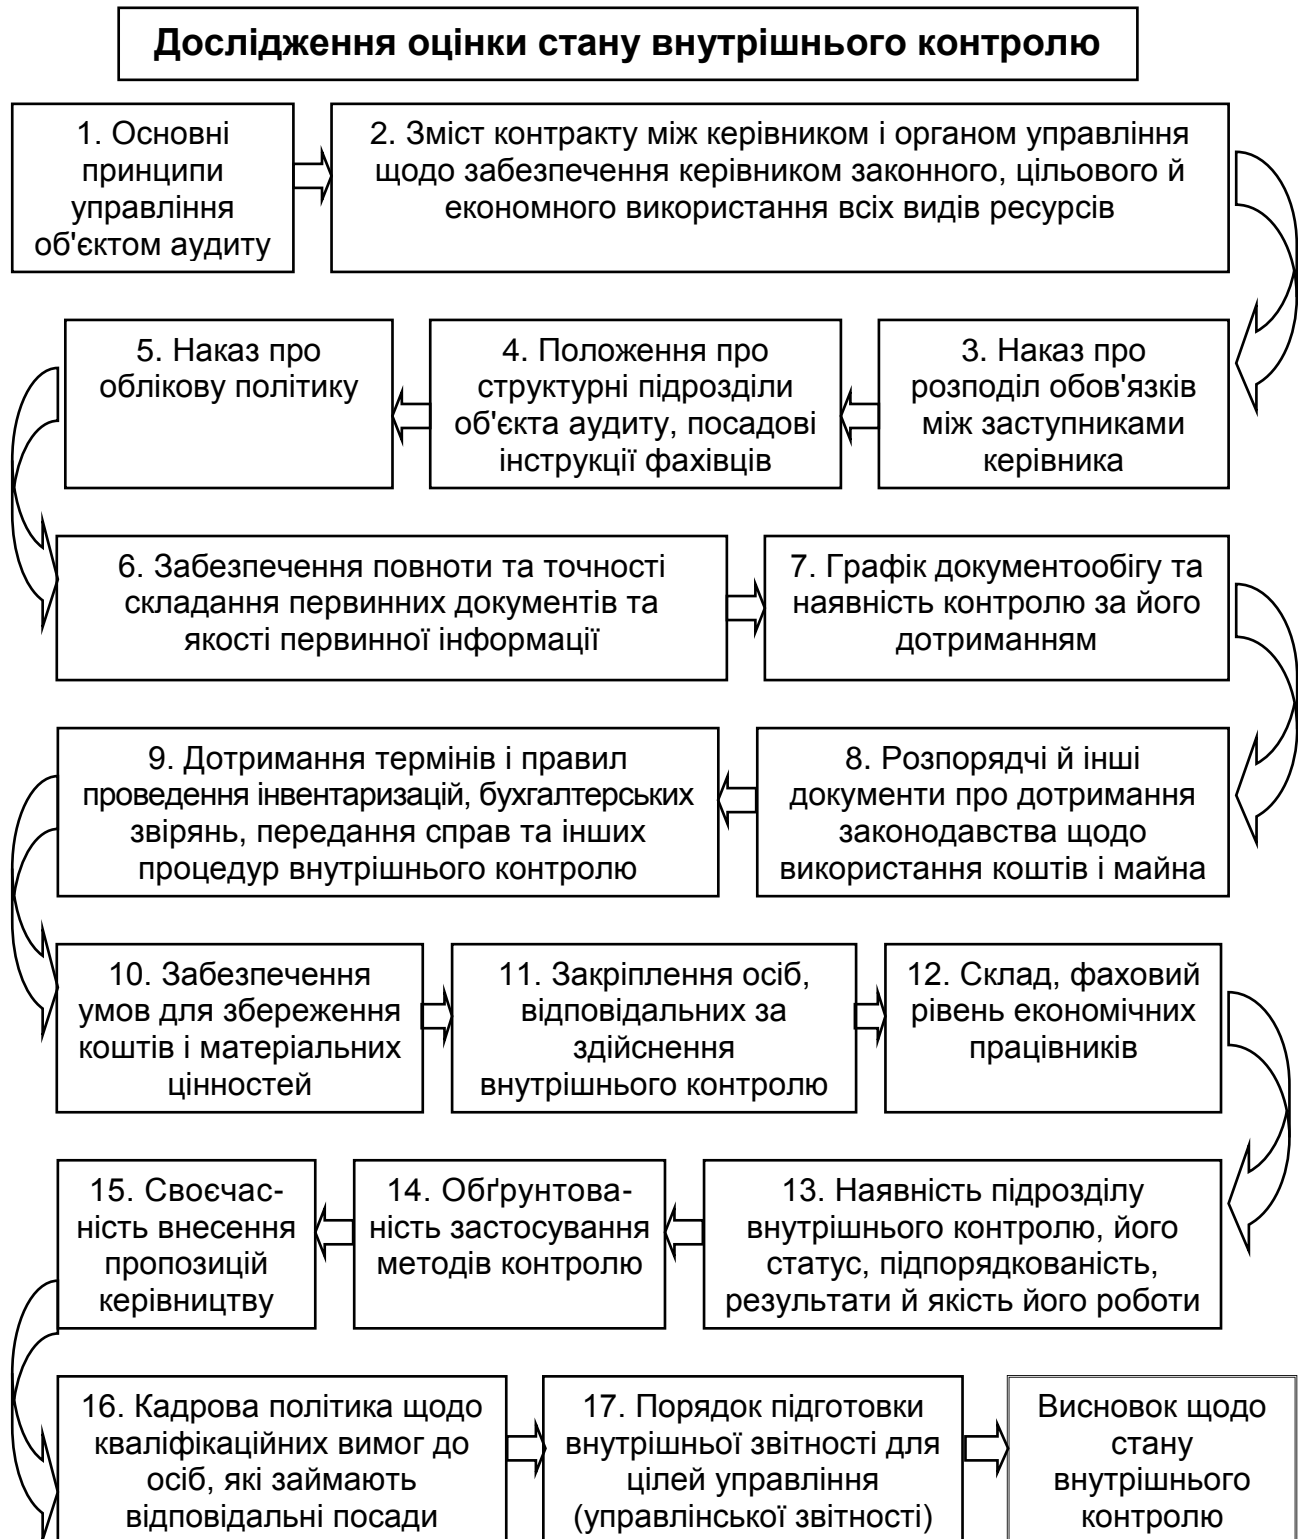 Дослідження оцінки стану внутрішнього контролю
1. Основні
принципи
управління
об'єктом аудиту
2. Зміст контракту між керівником і органом управління
щодо забезпечення керівником законного, цільового й
економного використання всіх видів ресурсів
3. Наказ про
розподіл обов'язків
між заступниками
керівника
4. Положення про
структурні підрозділи
об'єкта аудиту, посадові
інструкції фахівців
5. Наказ про
облікову політику
6. Забезпечення повноти та точності
складання первинних документів та
якості первинної інформації
7. Графік документообігу та
наявність контролю за його
дотриманням
8. Розпорядчі й інші
документи про дотримання
законодавства щодо
використання коштів і майна
9. Дотримання термінів і правил
проведення інвентаризацій, бухгалтерських
звірянь, передання справ та інших
процедур внутрішнього контролю
10. Забезпечення
умов для збереження
коштів і матеріальних
цінностей
11. Закріплення осіб,
відповідальних за
здійснення
внутрішнього контролю
12. Склад, фаховий
рівень економічних
працівників
13. Наявність підрозділу
внутрішнього контролю, його
статус, підпорядкованість,
результати й якість його роботи
14. Обґрунтова-
ність застосування
методів контролю
15. Своєчас-
ність внесення
пропозицій
керівництву
16. Кадрова політика щодо
кваліфікаційних вимог до
осіб, які займають
відповідальні посади
17. Порядок підготовки
внутрішньої звітності для
цілей управління
(управлінської звітності)
Висновок щодо
стану
внутрішнього
контролю